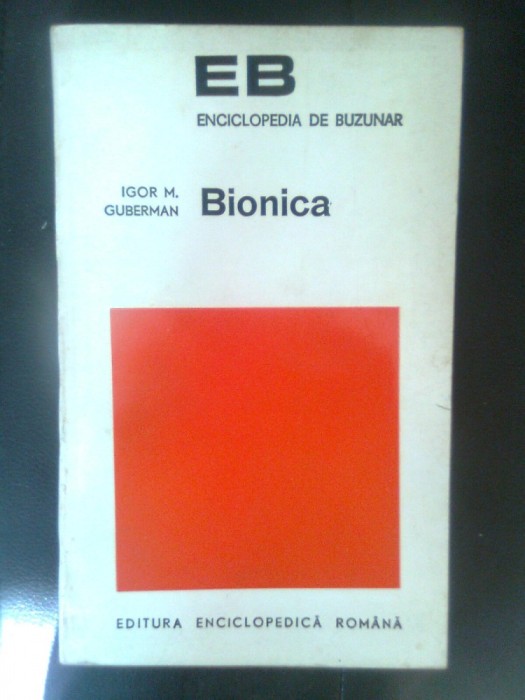 EB
ENCICLOPEDIA DE BUZUNAR
IGOR M.
GUBERMAN
Bionica
EDITURA ENCICLOPEDICĂ ROMÂNĂ